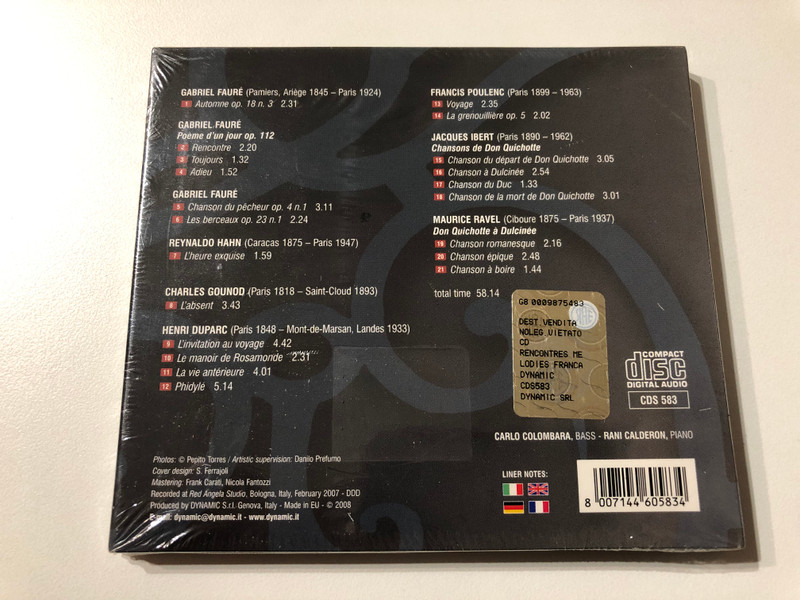 GABRIEL FAURÉ (Pamiers, Ariège 1845 – Paris 1924)
1 Automne op. 18 n. 3 2.31
GABRIEL FAURÉ
Poème d'un jour op. 112
2 Rencontre 2.20
3 Toujours 1.32
4 Adieu 1.52
GABRIEL FAURÉ
5 Chanson du pêcheur op. 4 n.1 3.11
6 Les berceaux op. 23 n.1 2.24
REYNALDO HAHN (Caracas 1875 – Paris 1947)
7 L'heure exquise 1.59
CHARLES GOUNOD (Paris 1818 – Saint-Cloud 1893)
8 L'absent 3.43
HENRI DUPARC (Paris 1848 – Mont-de-Marsan, Landes 1933)
9 L'invitation au voyage 4.42
10 Le manoir de Rosamonde 2.31
11 La vie antérieure 4.01
12 Phidylé 5.14
FRANCIS POULENC (Paris 1899 – 1963)
13 Voyage 2.35
14 La grenouillière op. 5 2.02
JACQUES IBERT (Paris 1890 – 1962)
Chansons de Don Quichotte
15 Chanson du départ de Don Quichotte 3.05
16 Chanson à Dulcinée 2.54
17 Chanson du Duc 1.33
18 Chanson de la mort de Don Quichotte 3.01
MAURICE RAVEL (Ciboure 1875 – Paris 1937)
Don Quichotte à Dulcinée
19 Chanson romanesque 2.16
20 Chanson épique 2.48
21 Chanson à boire 1.44
total time 58.14
GB 0009875483
DEST.VENDITA
NOLEG.VIETATO
CD
RENCONTRES ME
LODIES FRANCA
DYNAMIC
CDS583
DYNAMIC SRL
COMPACT
disc
DIGITAL AUDIO
CDS 583
CARLO COLOMBARA, BASS - RANI CALDERON, PIANO
Photos: © Pepito Torres / Artistic supervision: Danilo Prefumo
Cover design: S. Ferrajoli
Mastering: Frank Carati, Nicola Fantozzi
Recorded at Red Angela Studio, Bologna, Italy, February 2007 - DDD
Produced by DYNAMIC S.r.l. Genova, Italy - Made in EU - © 2008
E-mail: dynamic@dynamic.it - www.dynamic.it
LINER NOTES:
8 007144 605834